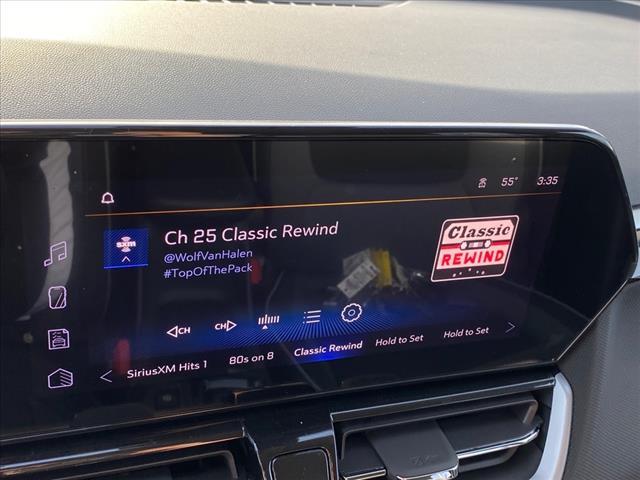 55° 3:35
sxm
Ch 25 Classic Rewind
@WolfVanHalen
#TopOfThePack
Classic
REWIND
CH CH
SiriusXM Hits 1 80s on 8 Classic Rewind Hold to Set Hold to Set